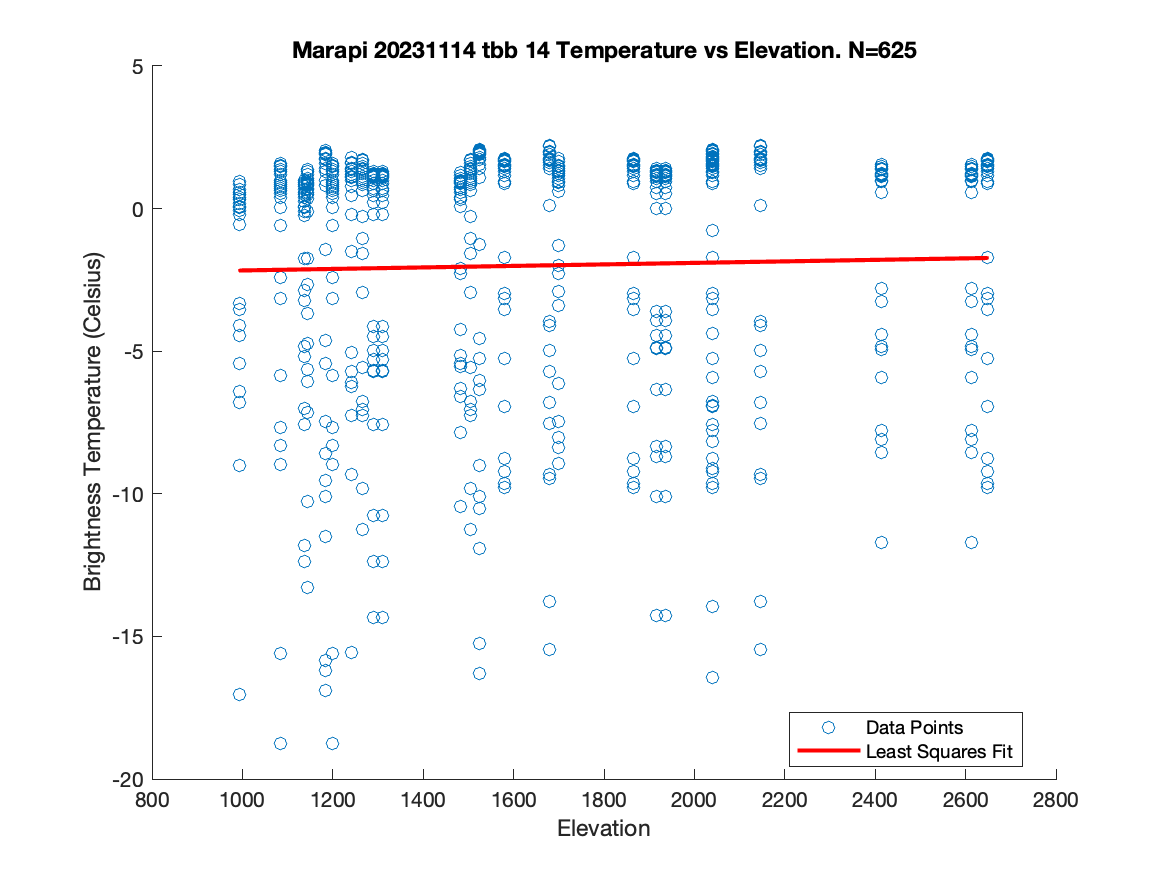 Marapi 20231114 tbb 14 Temperature vs Elevation. N=625
5
0
-5
-10
-15
-20
Brightness Temperature (Celsius)
800 1000 1200 1400 1600 1800 2000 2200 2400 2600 2800
Elevation
Data Points
Least Squares Fit